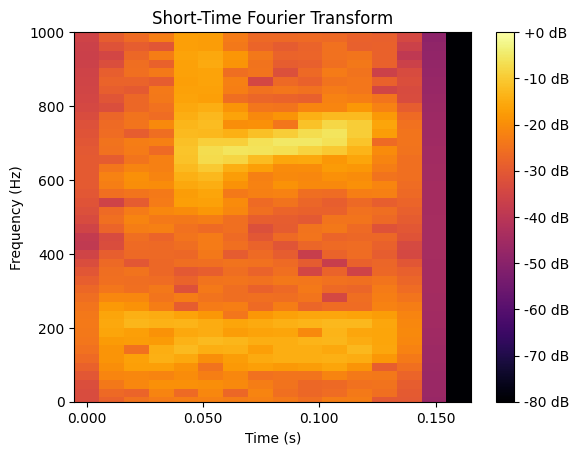 Short-Time Fourier Transform
1000
800
600
400
200
0
Frequency (Hz)
0.000
0.050
0.100
0.150
Time (s)
+0 dB
-10 dB
-20 dB
-30 dB
-40 dB
-50 dB
-60 dB
-70 dB
-80 dB